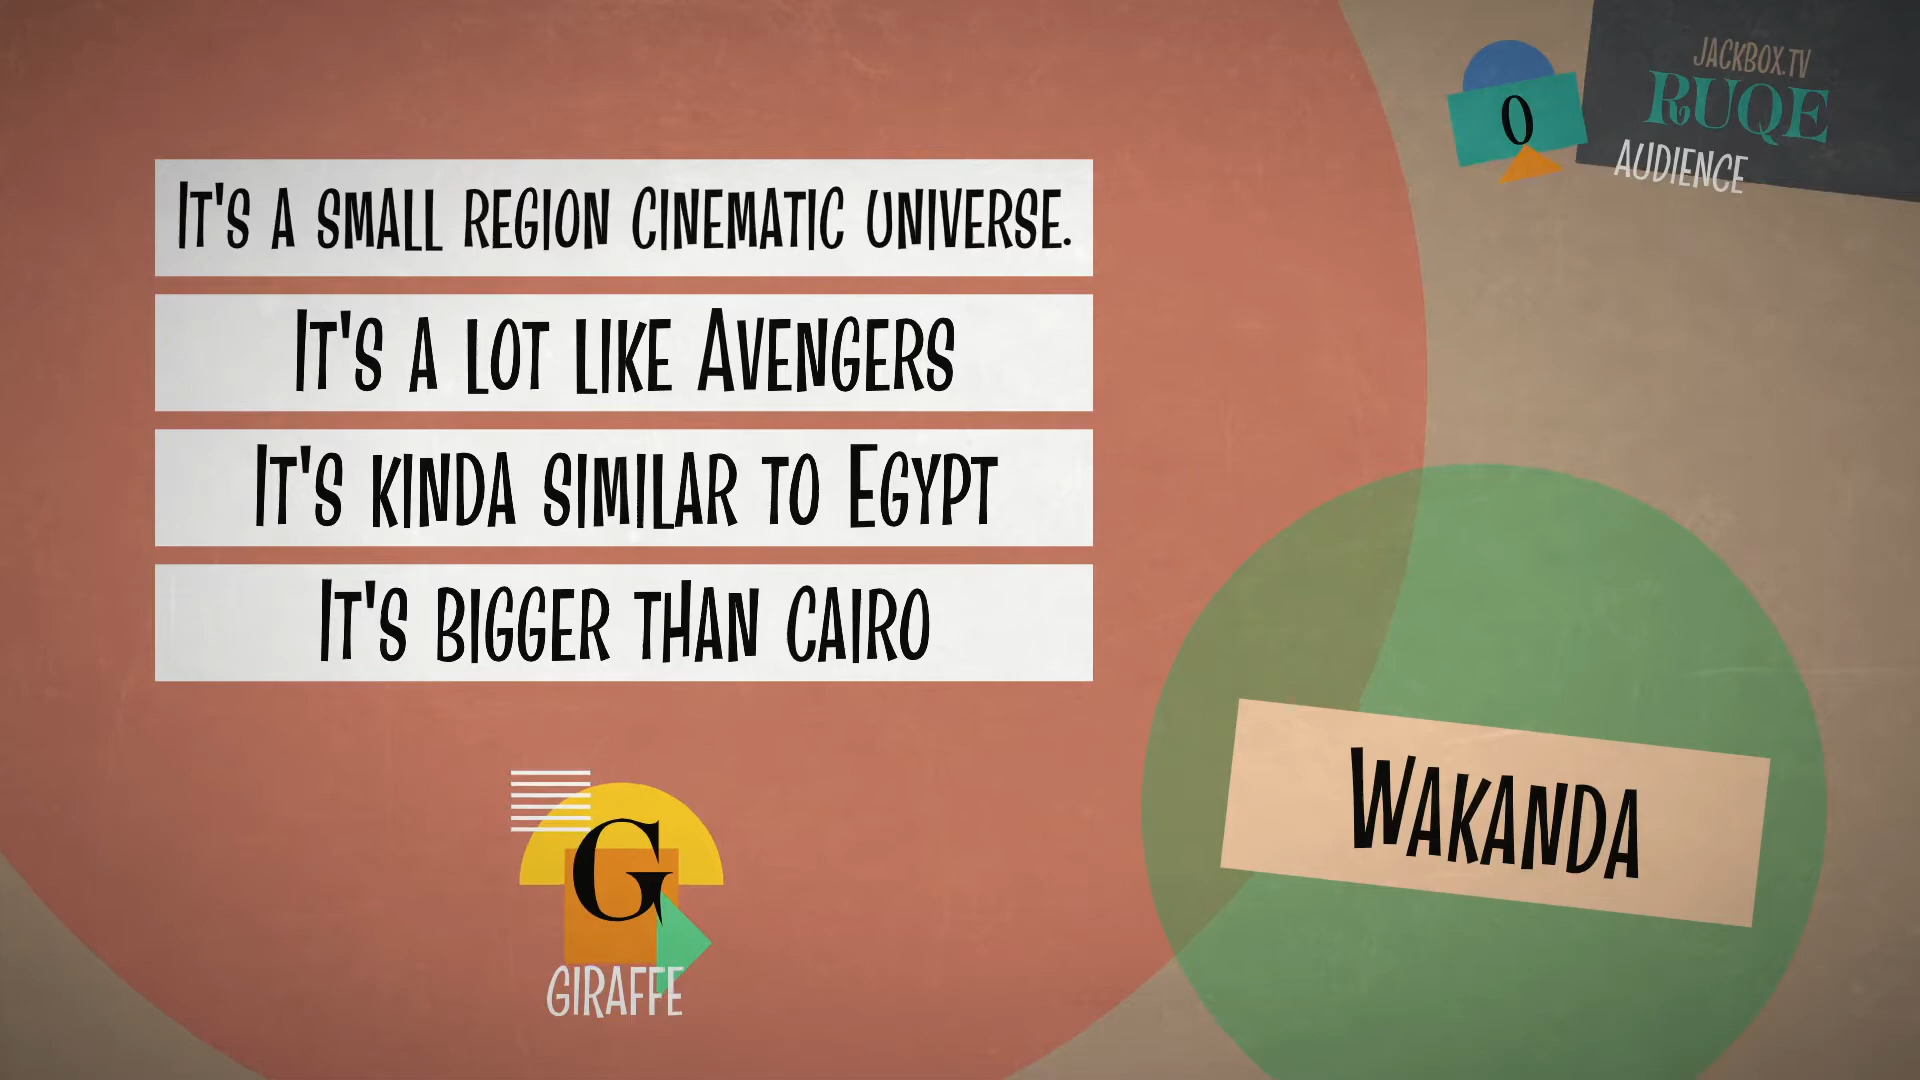 JACKBOX.TV
RUQE
0
AUDIENCE
It's a small region cinematic universe.
It's a lot like Avengers
It's kinda similar to Egypt
It's bigger than cairo
Wakanda
G
GIRAFFE